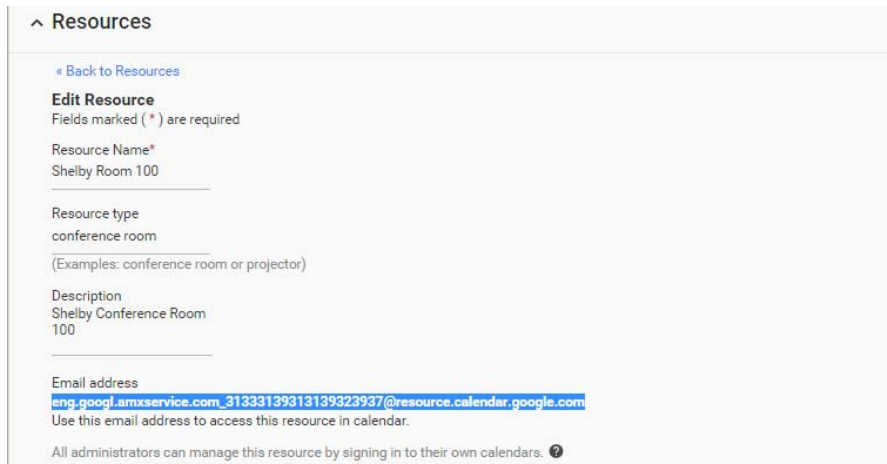 Resources
« Back to Resources
Edit Resource
Fields marked ( * ) are required
Resource Name*
Shelby Room 100
Resource type
conference room
(Examples: conference room or projector)
Description
Shelby Conference Room
100
Email address
eng.googl.amxservice.com_31333139313139323937@resource.calendar.google.com
Use this email address to access this resource in calendar.
All administrators can manage this resource by signing in to their own calendars. ?